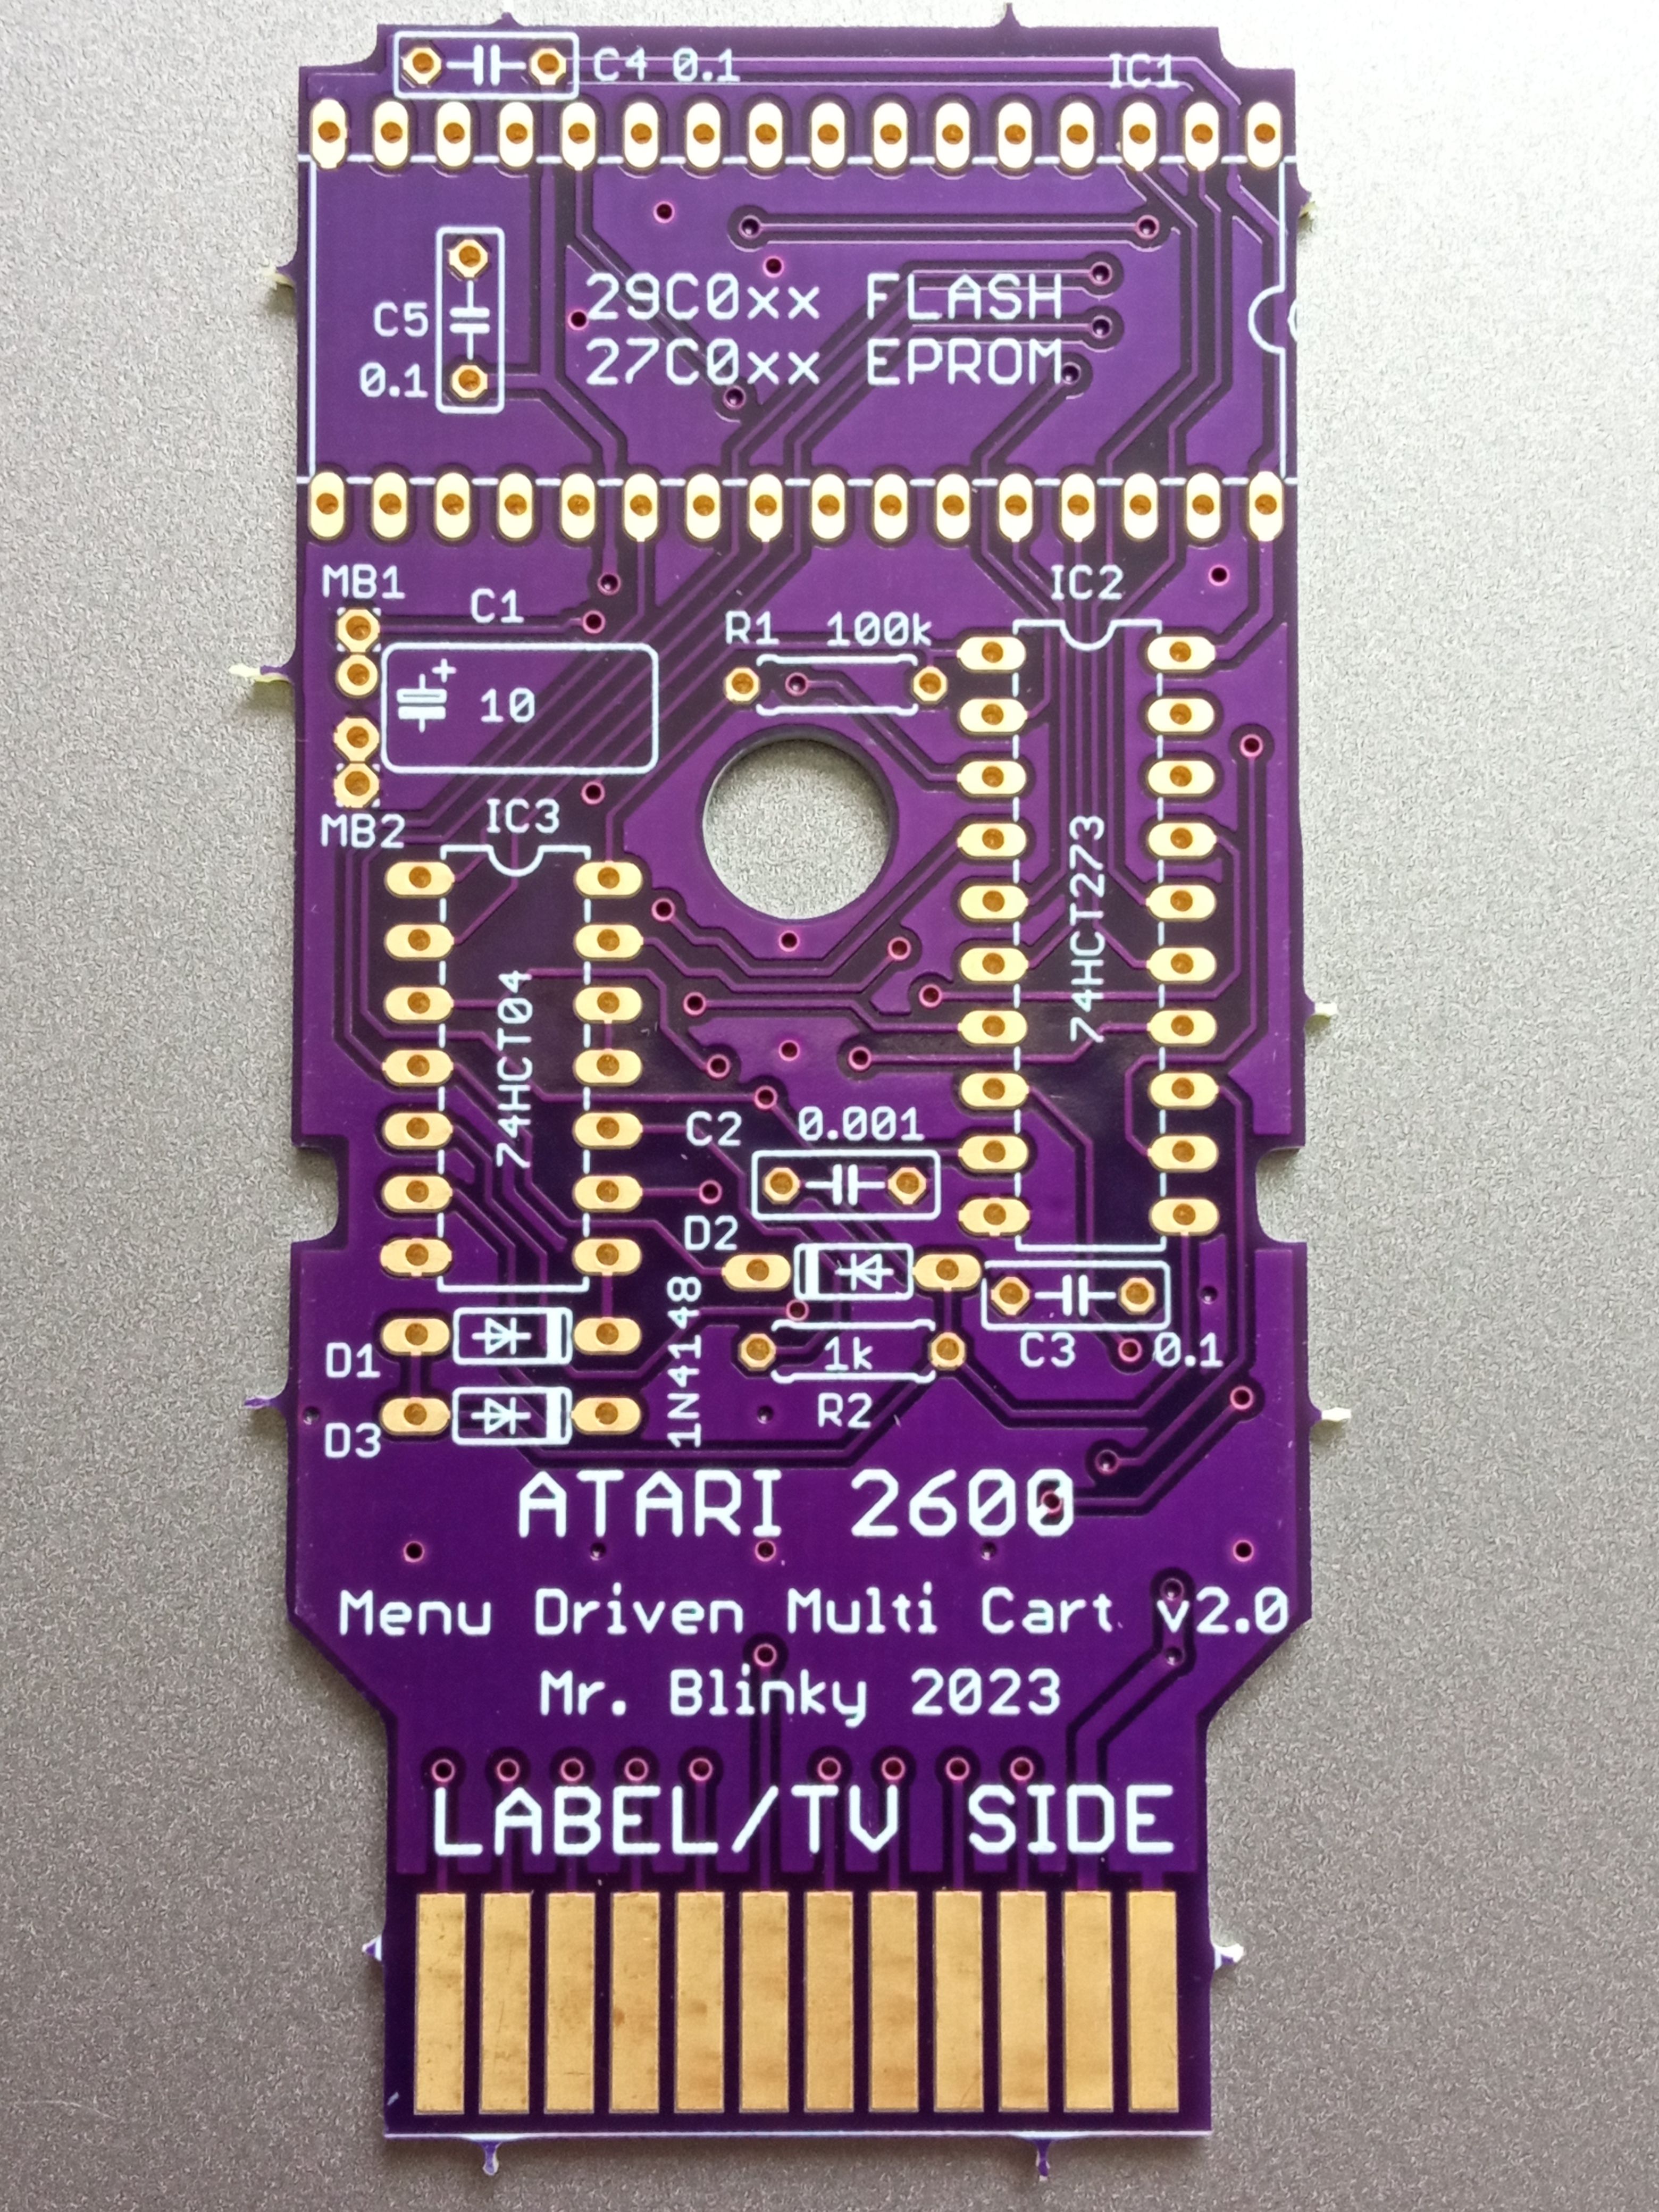 C4 0.1
IC1
29C0xx FLASH
27C0xx EPROM
C5
0.1
MB1
C1
+
10
MB2
R1 100k
IC2
IC3
74HCT273
74HCT04
C2 0.001
D2
1N4148
C3 0.1
1k
R2
D1
D3
ATARI 2600
Menu Driven Multi Cart v2.0
Mr. Blinky 2023
LABEL/TV SIDE